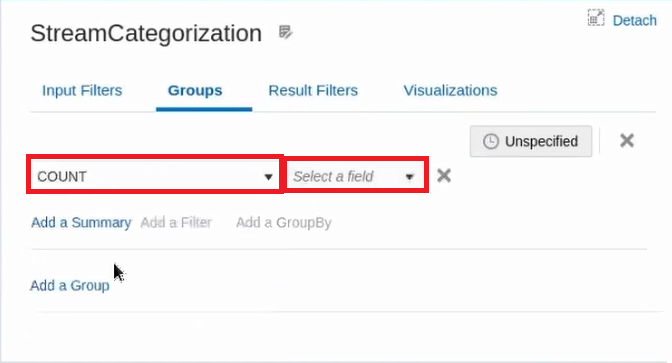 StreamCategorization
Detach
Input Filters Groups Result Filters Visualizations
Unspecified
COUNT Select a field
Add a Summary Add a Filter Add a GroupBy
Add a Group